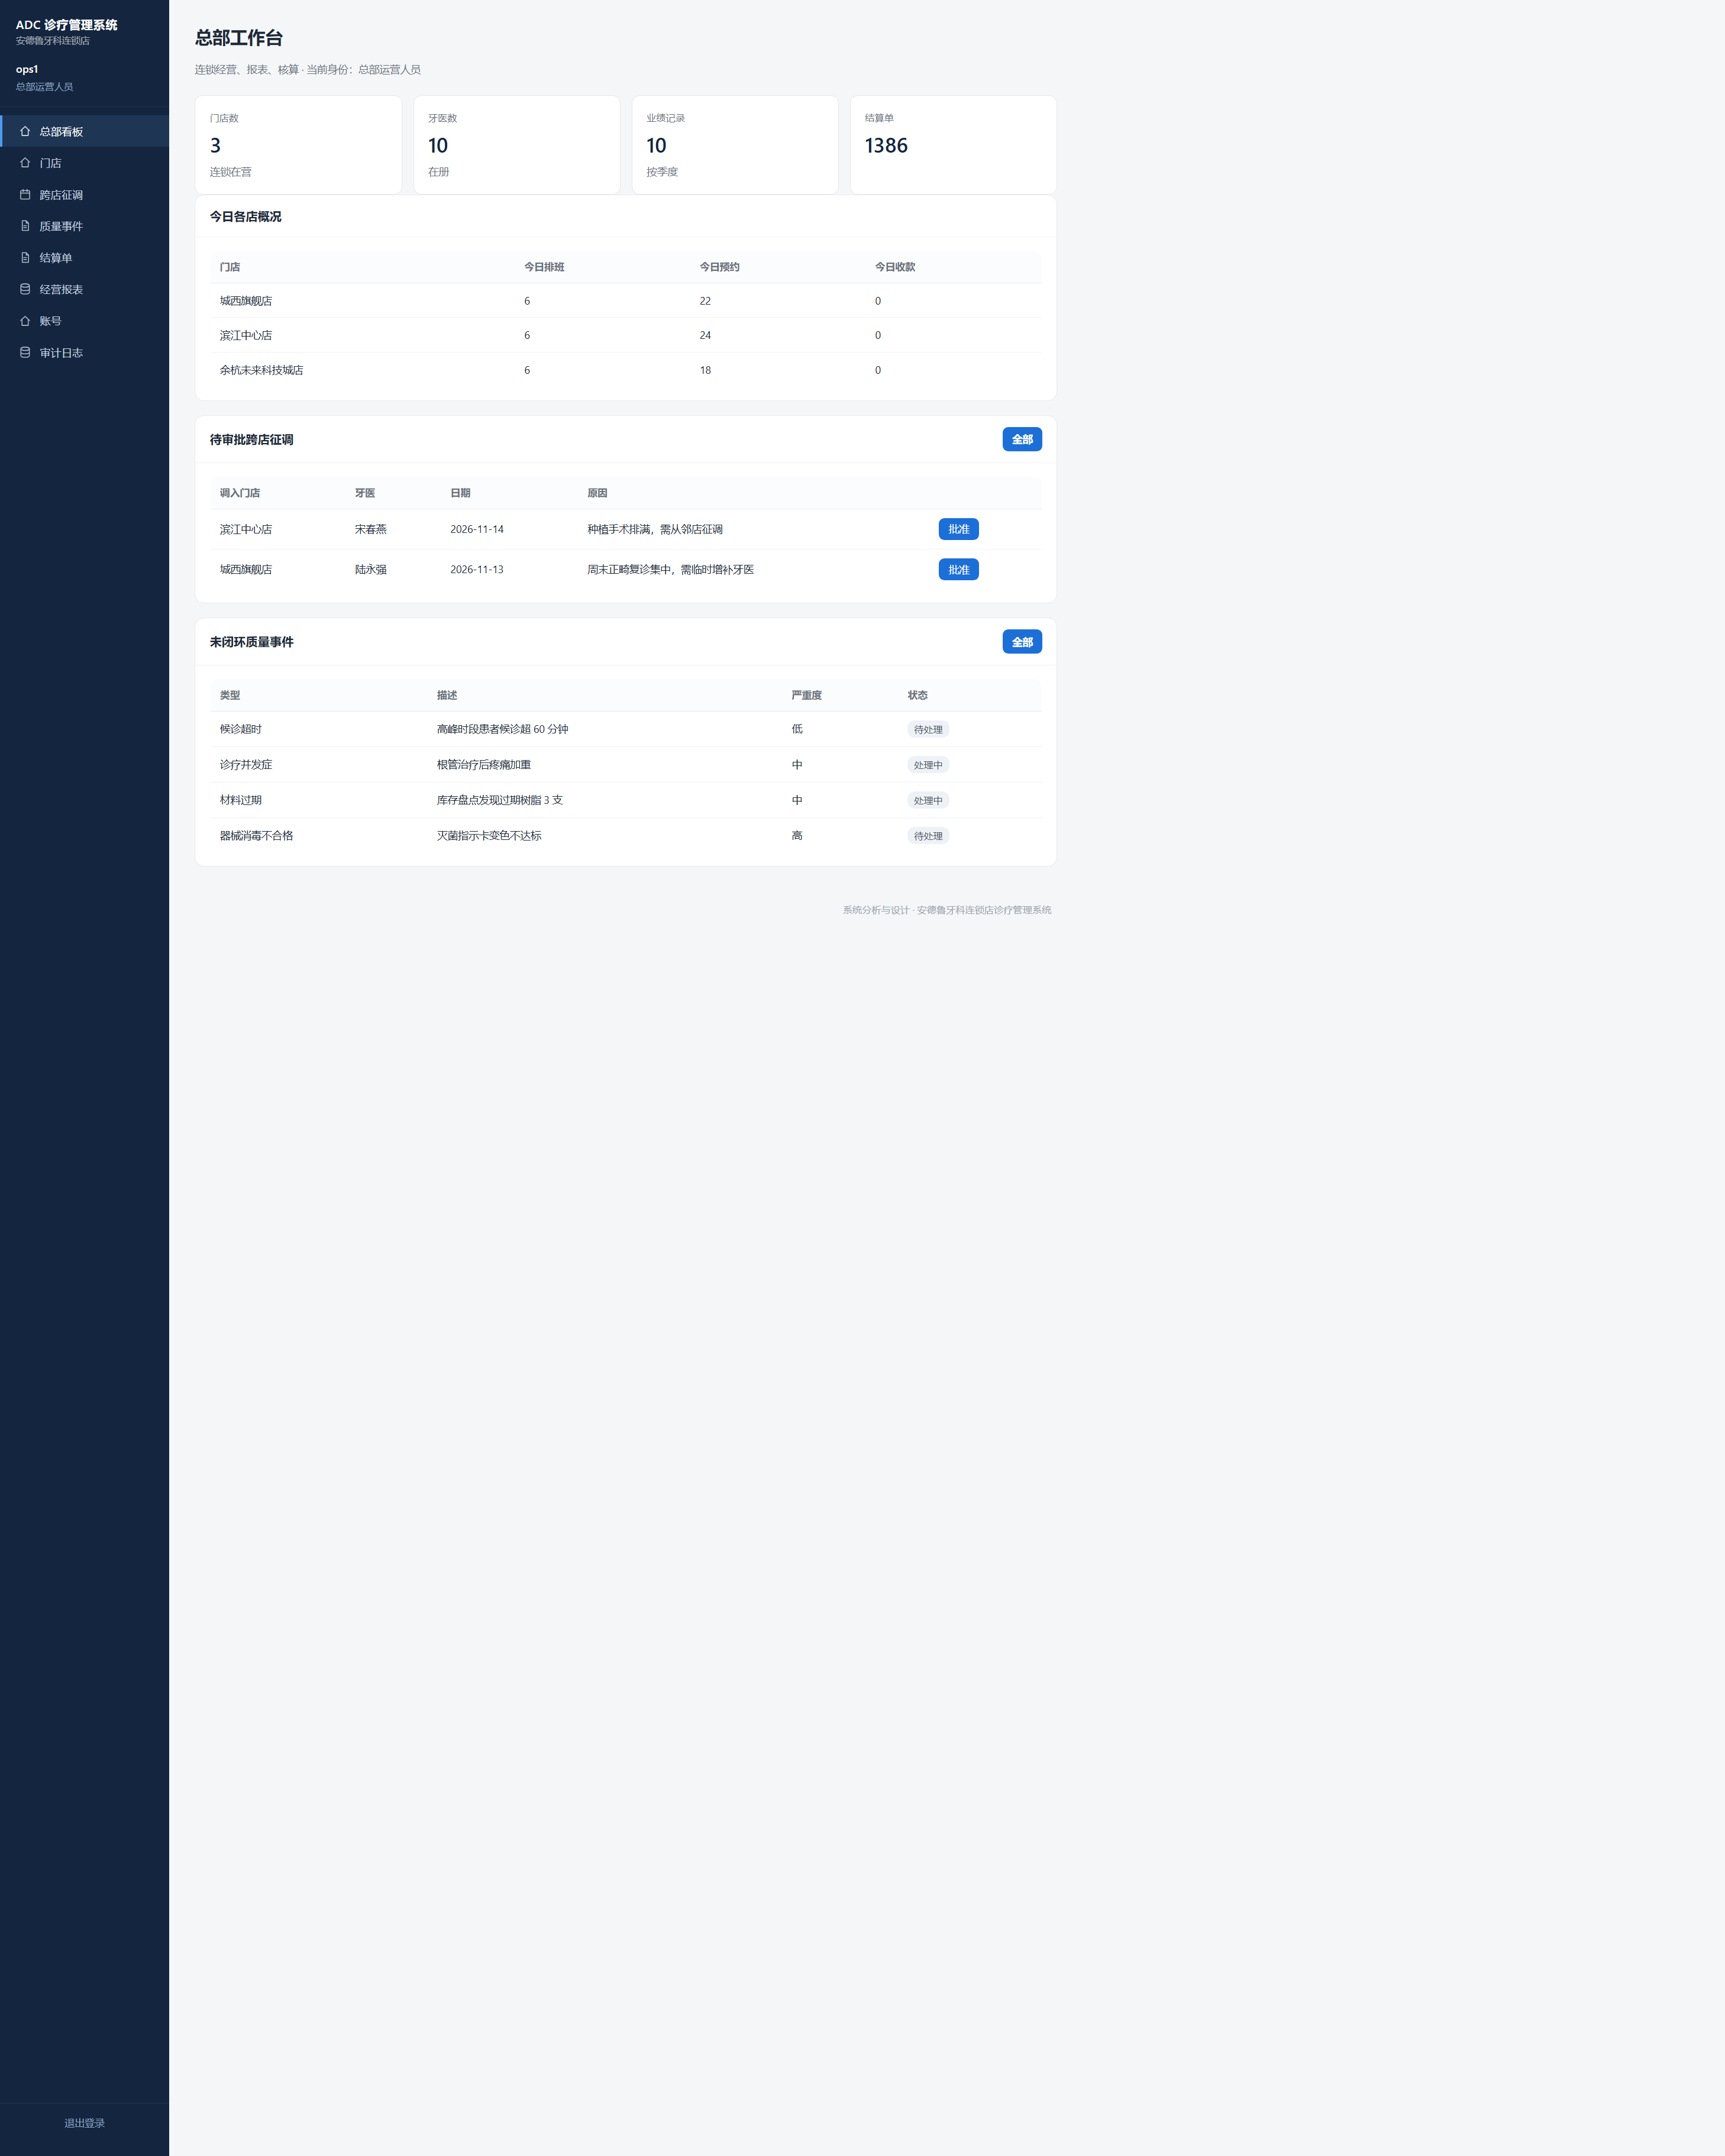 ADC 诊疗管理系统
安德鲁牙科连锁店
ops1
总部运营人员
总部看板
门店
跨店征调
质量事件
结算单
经营报表
账号
审计日志
退出登录
总部工作台
连锁经营、报表、核算 · 当前身份：总部运营人员
门店数
3
连锁在营
牙医数
10
在册
业绩记录
10
按季度
结算单
1386
今日各店概况
门店 今日排班 今日预约 今日收款
城西旗舰店 6 22 0
滨江中心店 6 24 0
余杭未来科技城店 6 18 0
待审批跨店征调 全部
调入门店 牙医 日期 原因
滨江中心店 宋春燕 2026-11-14 种植手术排满，需从邻店征调 批准
城西旗舰店 陆永强 2026-11-13 周末正畸复诊集中，需临时增补牙医 批准
未闭环质量事件 全部
类型 描述 严重度 状态
候诊超时 高峰时段患者候诊超 60 分钟 低 待处理
诊疗并发症 根管治疗后疼痛加重 中 处理中
材料过期 库存盘点发现过期树脂 3 支 中 处理中
器械消毒不合格 灭菌指示卡变色不达标 高 待处理
系统分析与设计 · 安德鲁牙科连锁店诊疗管理系统